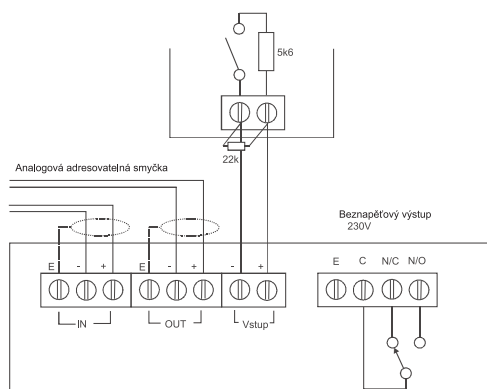 5k6
22k
Analogová adresovatelná smyčka
Beznapěťový výstup
230V
E - + E - + - +
E C N/C N/O
IN OUT Vstup